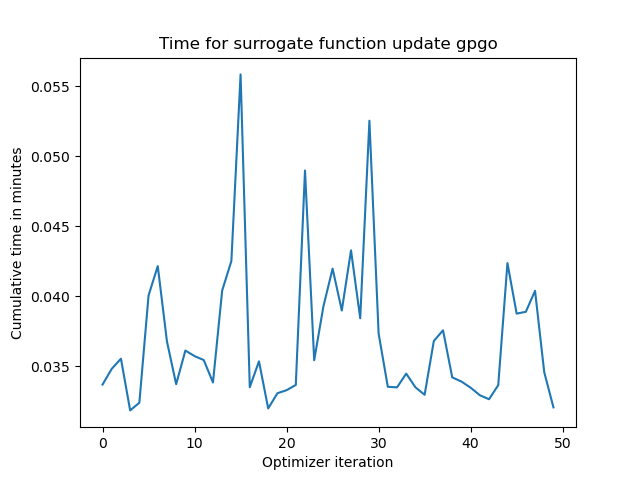 Time for surrogate function update gpgo
Cumulative time in minutes
0.055
0.050
0.045
0.040
0.035
0 10 20 30 40 50
Optimizer iteration